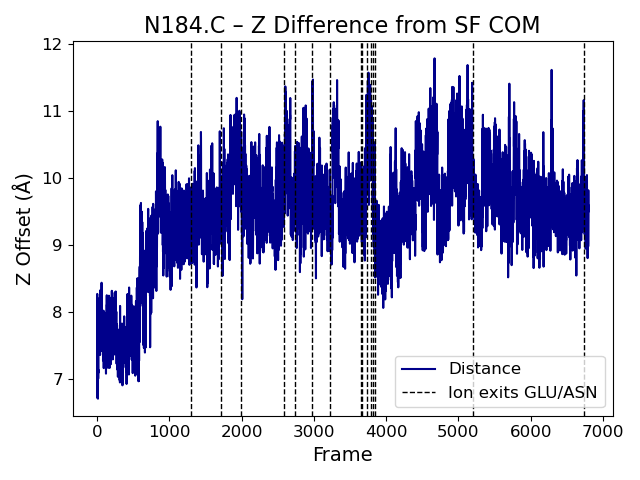 N184.C – Z Difference from SF COM
Z Offset (Å)
12
11
10
9
8
7
Distance
Ion exits GLU/ASN
0 1000 2000 3000 4000 5000 6000 7000
Frame